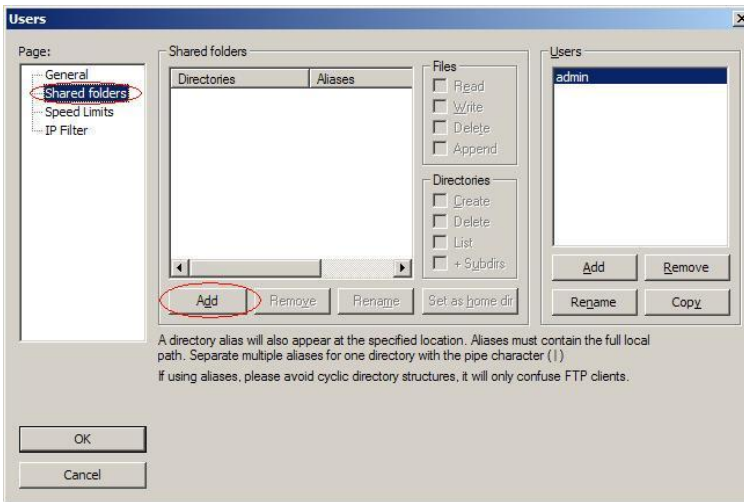 Users
Page:
General
Shared folders
Speed Limits
IP Filter
Shared folders
Directories Aliases
Files
Read
Write
Delete
Append
Directories
Create
Delete
List
+ Subdirs
Add Remove Rename Set as home dir
Users
admin
Add Remove
Rename Copy
A directory alias will also appear at the specified location. Aliases must contain the full local
path. Separate multiple aliases for one directory with the pipe character ( | )
If using aliases, please avoid cyclic directory structures, it will only confuse FTP clients.
OK
Cancel